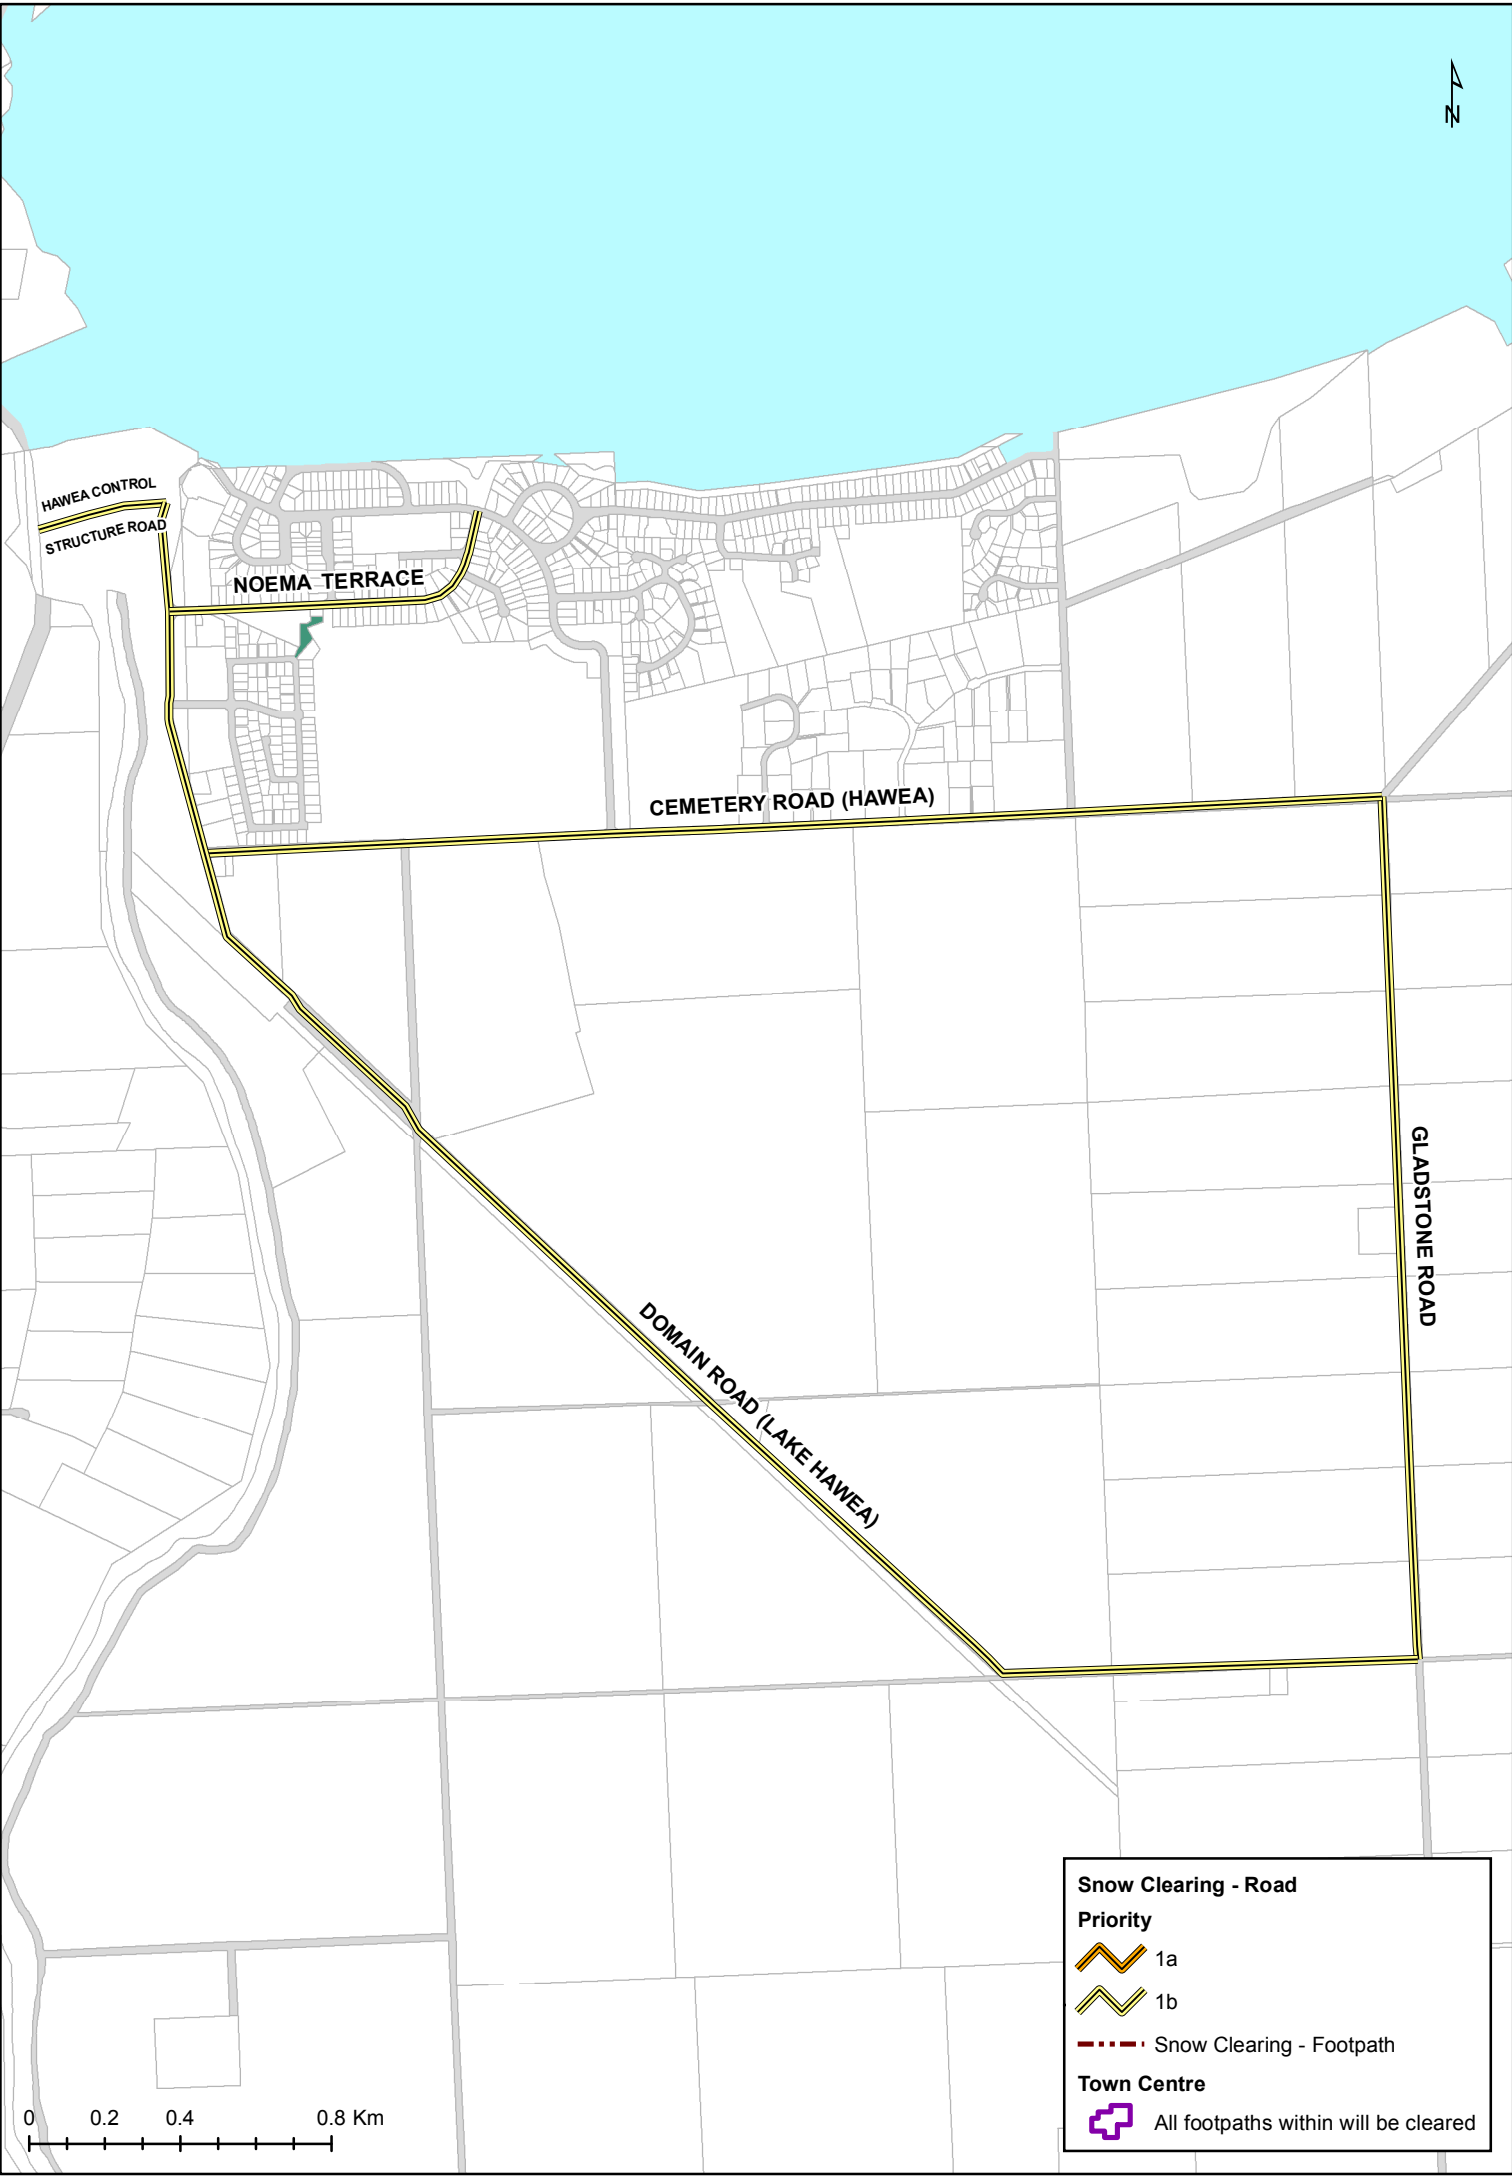 N
HAWEA CONTROL
STRUCTURE ROAD
NOEMA TERRACE
CEMETERY ROAD (HAWEA)
GLADSTONE ROAD
DOMAIN ROAD (LAKE HAWEA)
Snow Clearing - Road
Priority
1a
1b
Snow Clearing - Footpath
Town Centre
All footpaths within will be cleared
0 0.2 0.4 0.8 Km